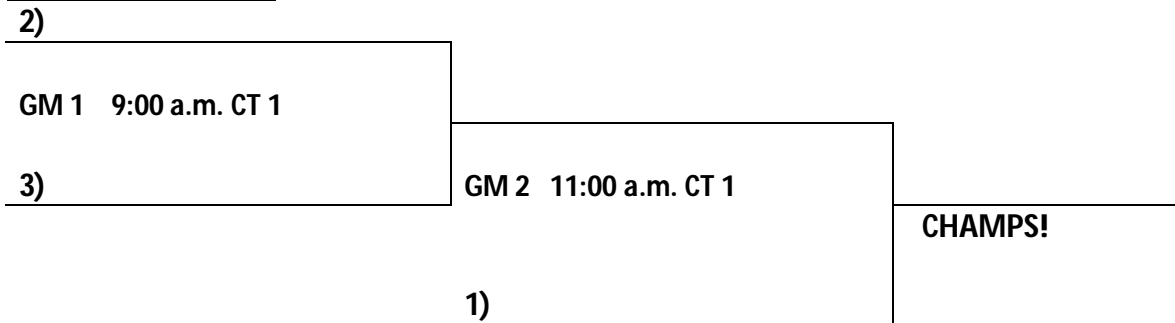 2)
GM 1 9:00 a.m. CT 1
3)
GM 2 11:00 a.m. CT 1
CHAMPS!
1)